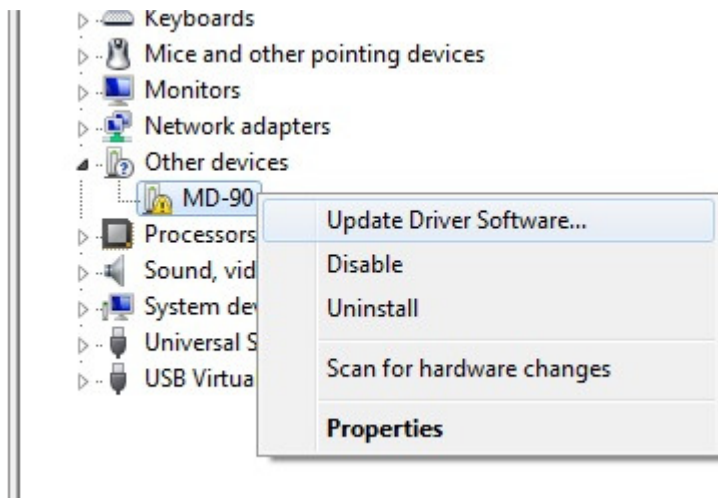 Keyboards
Mice and other pointing devices
Monitors
Network adapters
Other devices
MD-90
Processors
Sound, vid
System dev
Universal S
USB Virtua
Update Driver Software...
Disable
Uninstall
Scan for hardware changes
Properties